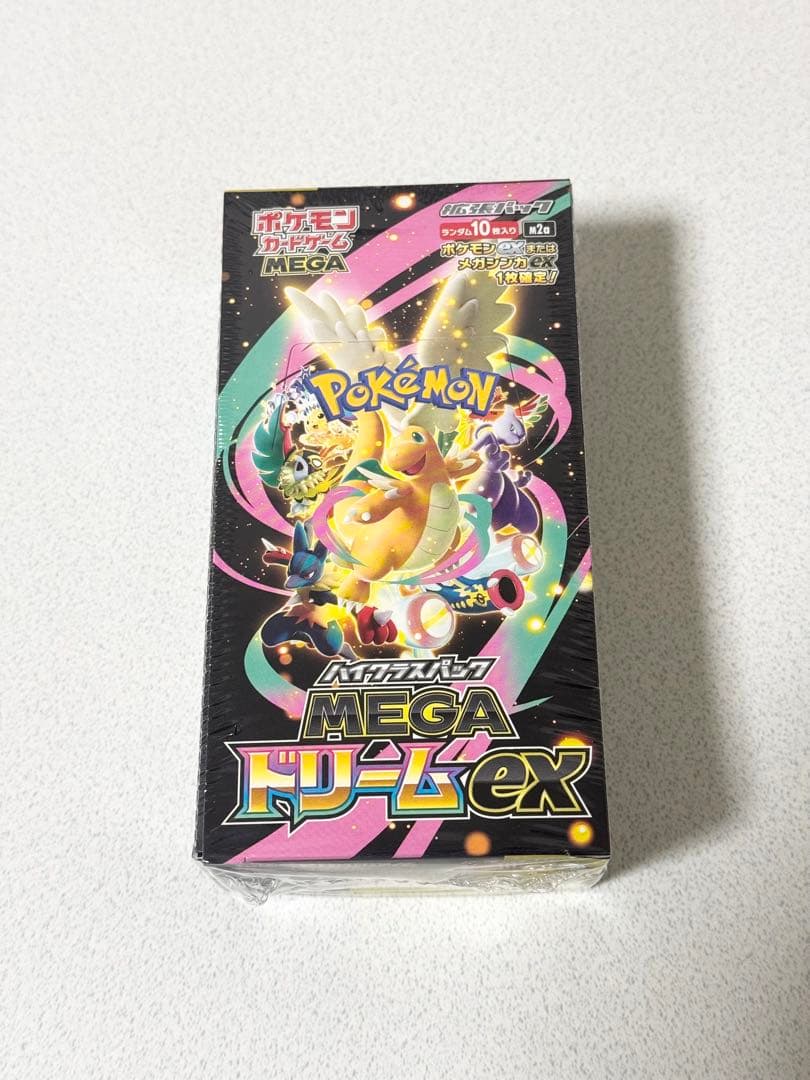 ポケモン
カードゲーム
MEGA
拡張パック
ランダム10枚入り
M2a
ポケモンexまたは
メガシンカex
1枚確定!
POKéMON
ハイクラスパック
MEGA
ドリームex